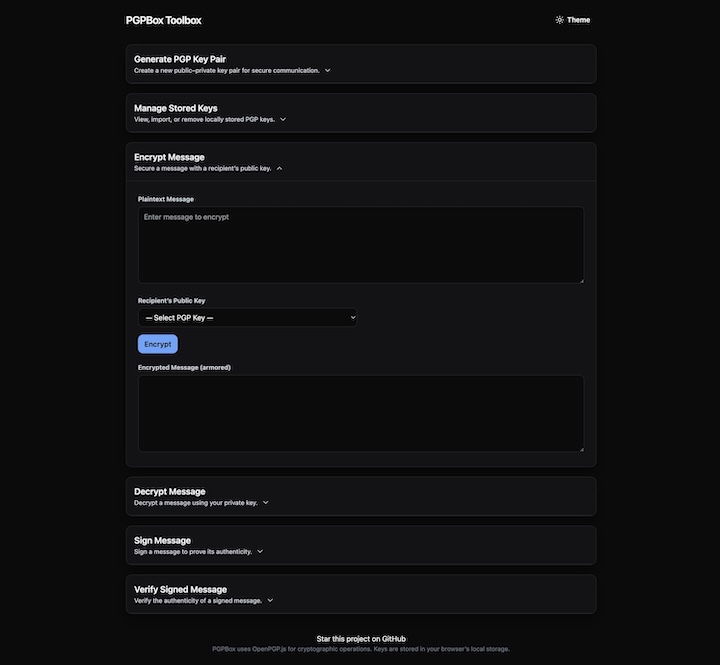 PGPBox Toolbox
Theme
Generate PGP Key Pair
Create a new public–private key pair for secure communication.
Manage Stored Keys
View, import, or remove locally stored PGP keys.
Encrypt Message
Secure a message with a recipient's public key.
Plaintext Message
Enter message to encrypt
Recipient's Public Key
— Select PGP Key —
Encrypt
Encrypted Message (armored)
Decrypt Message
Decrypt a message using your private key.
Sign Message
Sign a message to prove its authenticity.
Verify Signed Message
Verify the authenticity of a signed message.
Star this project on GitHub
PGPBox uses OpenPGP.js for cryptographic operations. Keys are stored in your browser's local storage.